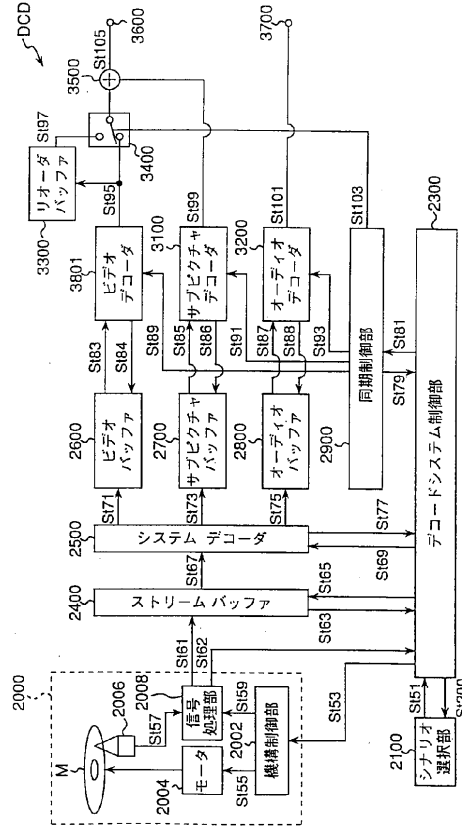 DCD
3600
St105
3500
3700
St97
3400
リオーダ
バッファ
3300
St95
St99
St101
St103
3801
ビデオ
デコーダ
3100
サブピクチャ
デコーダ
3200
オーディオ
デコーダ
2300
St83
St84
St89
St85
St86
St91
St87
St88
St93
St81
St79
2600
ビデオ
バッファ
2700
サブピクチャ
バッファ
2800
オーディオ
バッファ
同期制御部
2900
デコードシステム制御部
St71
St73
St75
St77
2500
システム デコーダ
St67
St69
2400
ストリーム バッファ
St65
St63
St61
St62
2000
2006
2008
M
St57
信号
処理部
St59
2002
2004
モータ
St55
機構制御部
St53
St51
2100
シナリオ
選択部